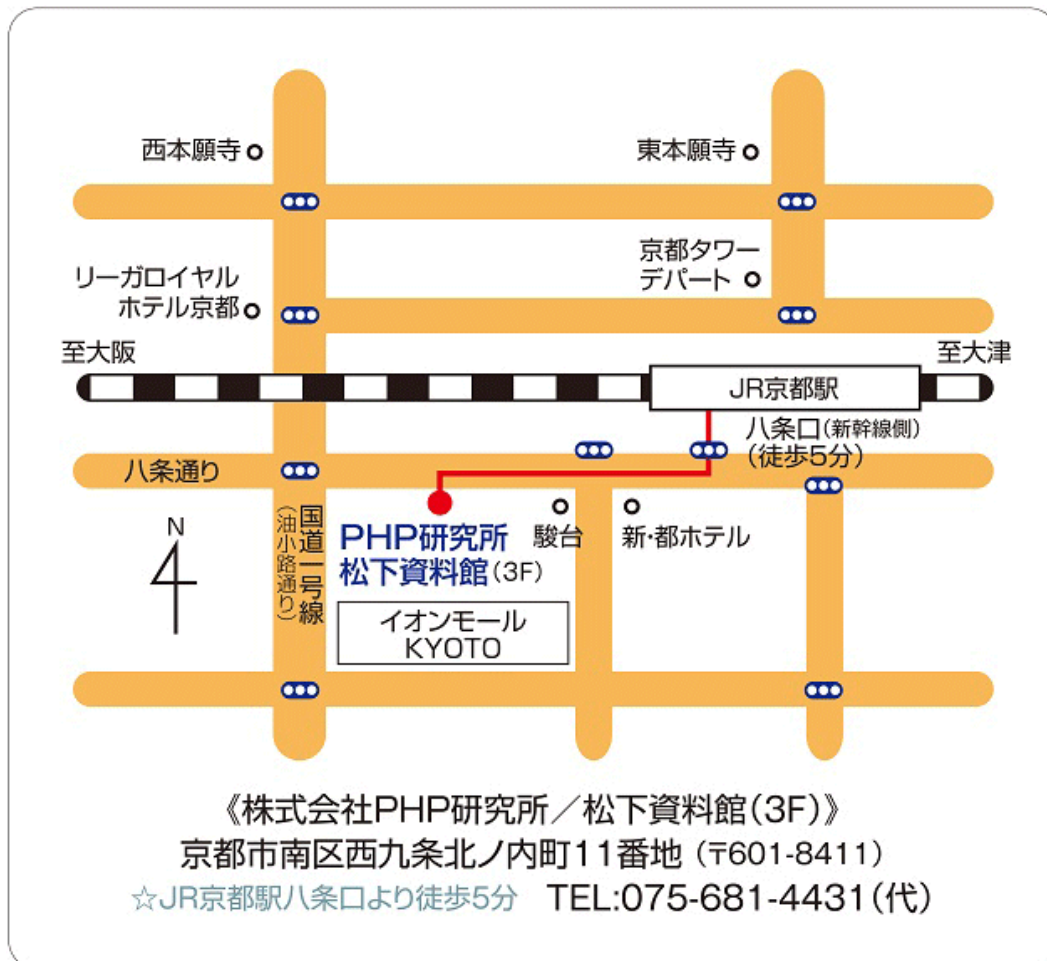 西本願寺
東本願寺
京都タワー
デパート
リーガロイヤル
ホテル京都
至大阪
至大津
JR京都駅
八条口(新幹線側)
(徒歩5分)
八条通り
N
国道一号線
(油小路通り)
PHP研究所
松下資料館(3F)
駿台
新・都ホテル
イオンモール
KYOTO
《株式会社PHP研究所／松下資料館(3F)》
京都市南区西九条北ノ内町11番地 (〒601-8411)
☆JR京都駅八条口より徒歩5分 TEL:075-681-4431(代)